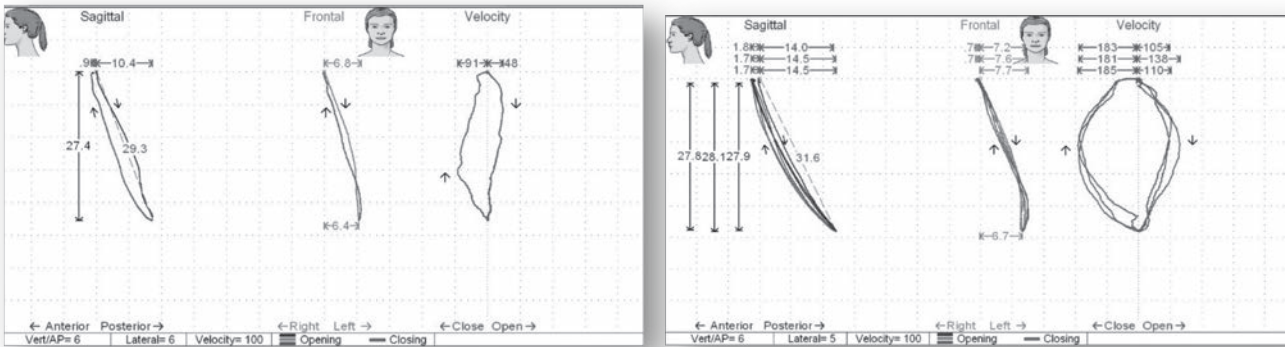 Sagittal Frontal Velocity
.9 10.4 6.8 91 48
27.4
29.3
6.4
← Anterior Posterior→ ←Right Left→ ←Close Open→
Vert/AP= 6 Lateral= 6 Velocity= 100 Opening Closing
Sagittal Frontal Velocity
1.8 14.0 .7 7.2 183 105
1.7 14.5 .7 7.6 181 138
1.7 14.5 7.7 185 110
27.8 28.1 27.9
31.6
6.7
← Anterior Posterior→ ←Right Left→ ←Close Open→
Vert/AP= 6 Lateral= 5 Velocity= 100 Opening Closing